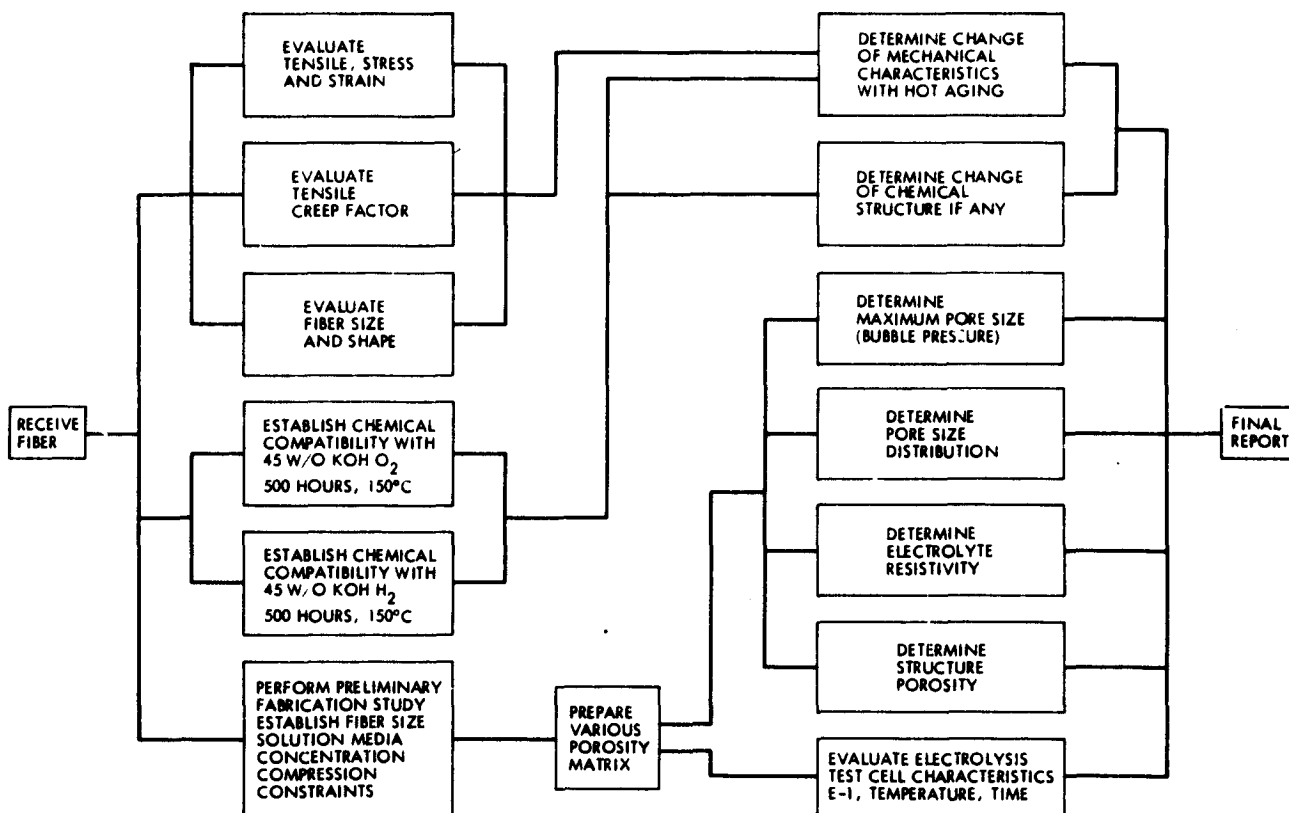 EVALUATE
TENSILE, STRESS
AND STRAIN
EVALUATE
TENSILE
CREEP FACTOR
EVALUATE
FIBER SIZE
AND SHAPE
RECEIVE
FIBER
ESTABLISH CHEMICAL
COMPATIBILITY WITH
45 W/O KOH O2
500 HOURS, 150°C
ESTABLISH CHEMICAL
COMPATIBILITY WITH
45 W/O KOH H2
500 HOURS, 150°C
PERFORM PRELIMINARY
FABRICATION STUDY
ESTABLISH FIBER SIZE
SOLUTION MEDIA
CONCENTRATION
COMPRESSION
CONSTRAINTS
PREPARE
VARIOUS
POROSITY
MATRIX
DETERMINE CHANGE
OF MECHANICAL
CHARACTERISTICS
WITH HOT AGING
DETERMINE CHANGE
OF CHEMICAL
STRUCTURE IF ANY
DETERMINE
MAXIMUM PORE SIZE
(BUBBLE PRESSURE)
DETERMINE
PORE SIZE
DISTRIBUTION
DETERMINE
ELECTROLYTE
RESISTIVITY
DETERMINE
STRUCTURE
POROSITY
EVALUATE ELECTROLYSIS
TEST CELL CHARACTERISTICS
E-1, TEMPERATURE, TIME
FINAL
REPORT